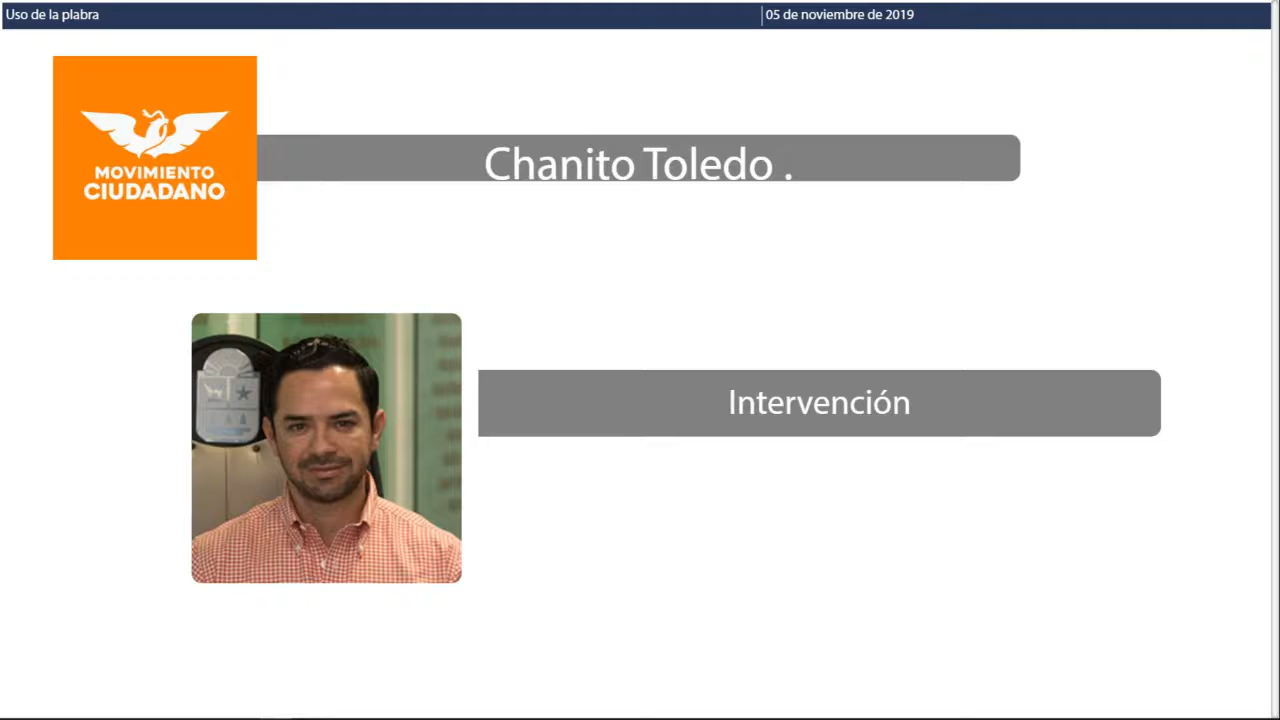 Uso de la plabra
05 de noviembre de 2019
MOVIMIENTO
CIUDADANO
Chanito Toledo .
Intervención